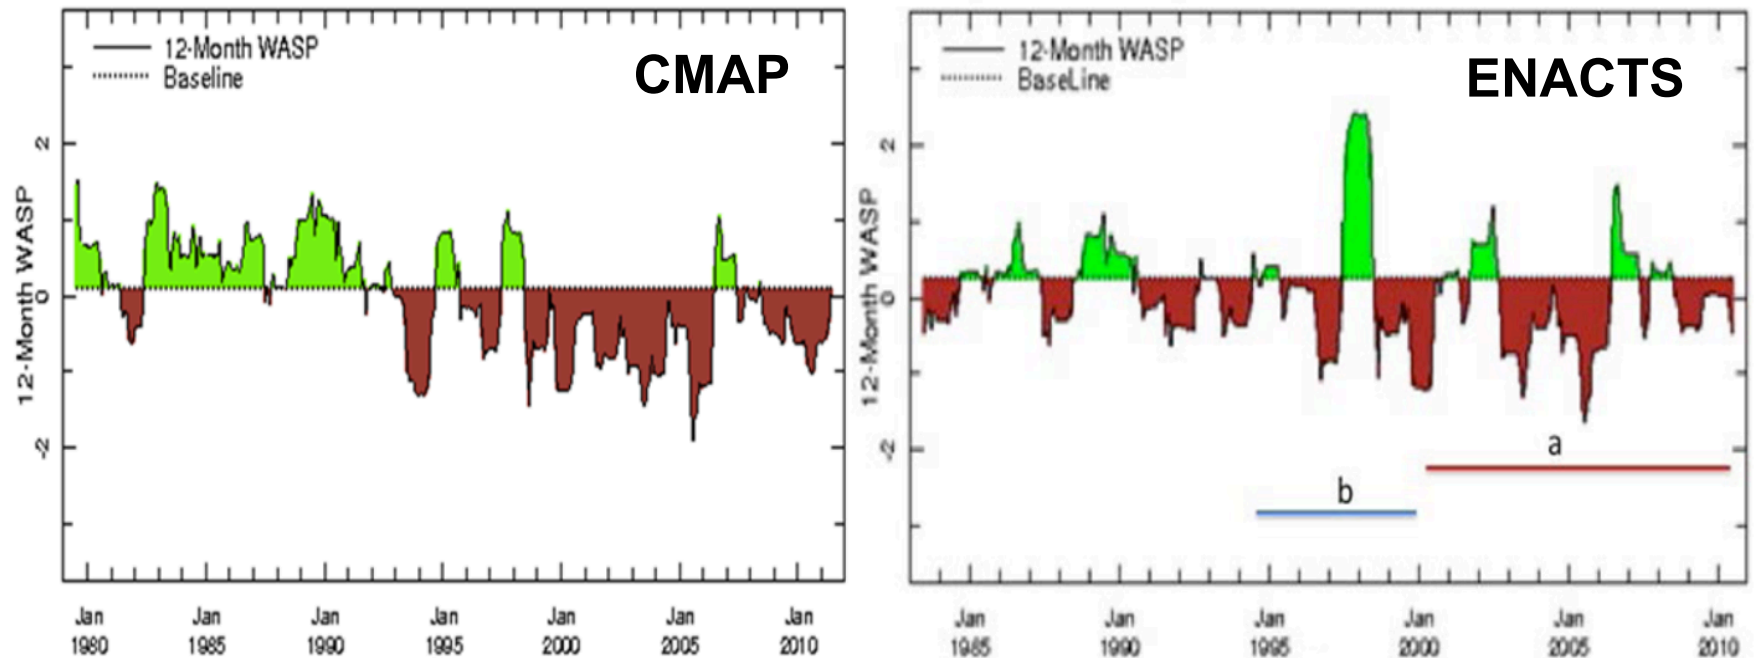 12-Month WASP
Baseline
CMAP
2
0
-2
12-Month WASP
Jan
1980
Jan
1985
Jan
1990
Jan
1995
Jan
2000
Jan
2005
Jan
2010
12-Month WASP
BaseLine
ENACTS
2
0
-2
12-Month WASP
a
b
Jan
1985
Jan
1990
Jan
1995
Jan
2000
Jan
2005
Jan
2010